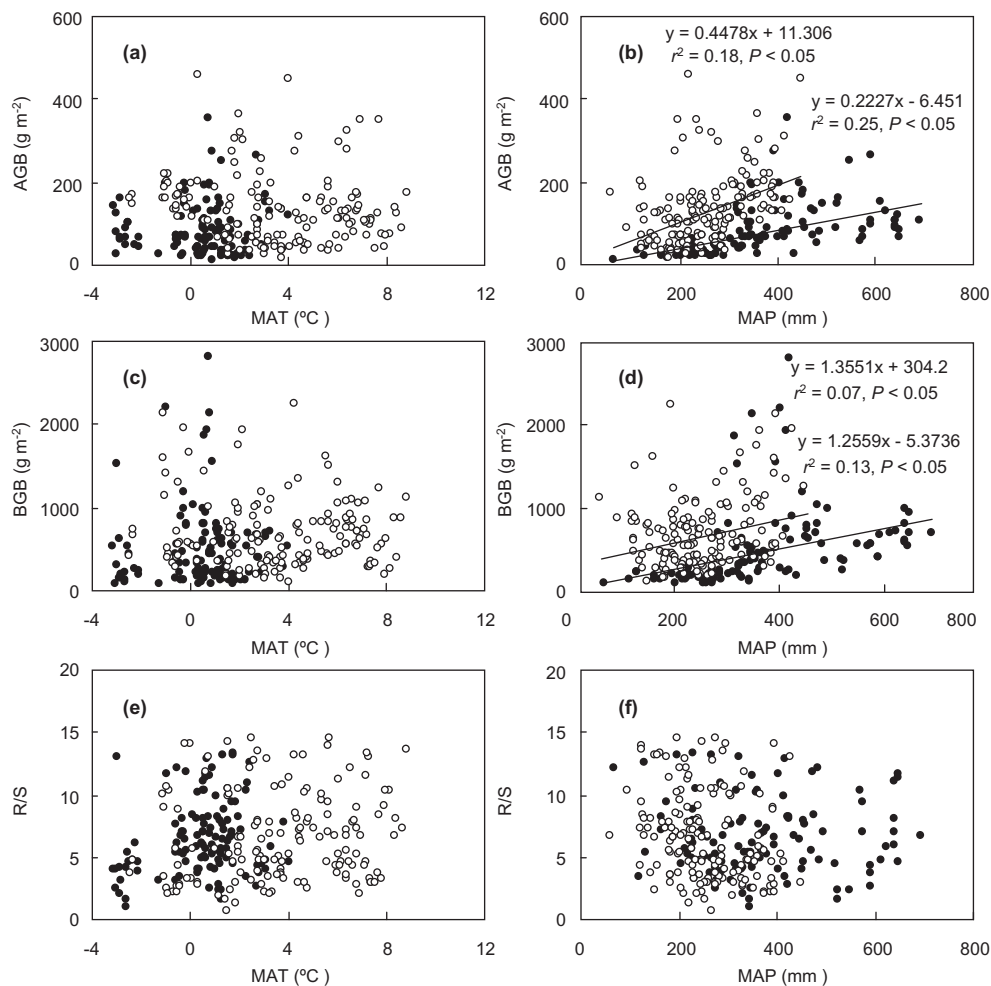 600
400
200
0
-4
0
4
8
12
AGB (g m-2)
MAT (ºC )
(a)
600
400
200
0
0
200
400
600
800
AGB (g m-2)
MAP (mm )
(b)
y = 0.4478x + 11.306
r2 = 0.18, P < 0.05
y = 0.2227x - 6.451
r2 = 0.25, P < 0.05
3000
2000
1000
0
-4
0
4
8
12
BGB (g m-2)
MAT (ºC )
(c)
3000
2000
1000
0
0
200
400
600
800
BGB (g m-2)
MAP (mm )
(d)
y = 1.3551x + 304.2
r2 = 0.07, P < 0.05
y = 1.2559x - 5.3736
r2 = 0.13, P < 0.05
20
15
10
5
0
-4
0
4
8
12
R/S
MAT (ºC )
(e)
20
15
10
5
0
0
200
400
600
800
R/S
MAP (mm )
(f)